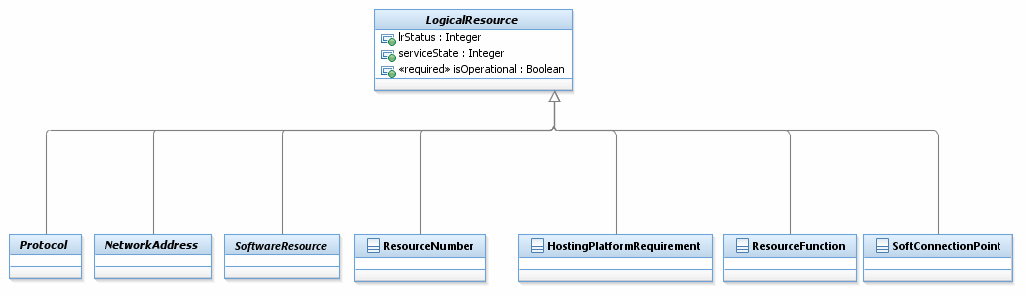 LogicalResource
lrStatus : Integer
serviceState : Integer
«required» isOperational : Boolean
Protocol
NetworkAddress
SoftwareResource
ResourceNumber
HostingPlatformRequirement
ResourceFunction
SoftConnectionPoint